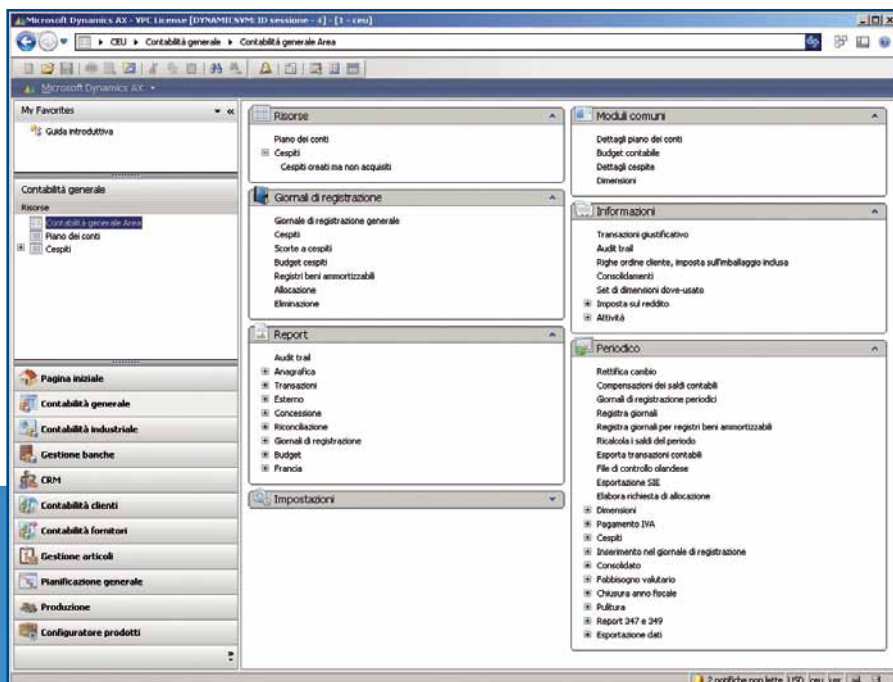 Microsoft Dynamics AX - VPC License [DYNAMICSVM: ID sessione - 4] - [1 - ceu]
CEU Contabilità generale Contabilità generale Area
Microsoft Dynamics AX
My Favorites
Guida introduttiva
Contabilità generale
Risorse
Contabilità generale Area
Piano dei conti
Cespiti
Pagina iniziale
Contabilità generale
Contabilità industriale
Gestione banche
CRM
Contabilità clienti
Contabilità fornitori
Gestione articoli
Pianificazione generale
Produzione
Configuratore prodotti
Risorse
Piano dei conti
Cespiti
Cespiti creati ma non acquisiti
Giornali di registrazione
Giornale di registrazione generale
Cespiti
Scorte a cespiti
Budget cespiti
Registri beni ammortizzabili
Allocazione
Eliminazione
Report
Audit trail
Anagrafica
Transazioni
Esterno
Concessione
Riconciliazione
Giornali di registrazione
Budget
Francia
Impostazioni
Moduli comuni
Dettagli piano dei conti
Budget contabile
Dettagli cespite
Dimensioni
Informazioni
Transazioni giustificativo
Audit trail
Righe ordine cliente, imposta sull'imballaggio inclusa
Consolidamenti
Set di dimensioni dove-usato
Imposta sul reddito
Attività
Periodico
Rettifica cambio
Compensazioni dei saldi contabili
Giornali di registrazione periodici
Registra giornali
Registra giornali per registri beni ammortizzabili
Ricalcola i saldi del periodo
Esporta transazioni contabili
File di controllo olandese
Esportazione SIE
Elabora richiesta di allocazione
Dimensioni
Pagamento IVA
Cespiti
Inserimento nel giornale di registrazione
Consolidato
Fabbisogno valutario
Chiusura anno fiscale
Pulitura
Report 347 e 349
Esportazione dati
2 notifiche non lette USD ceu usr